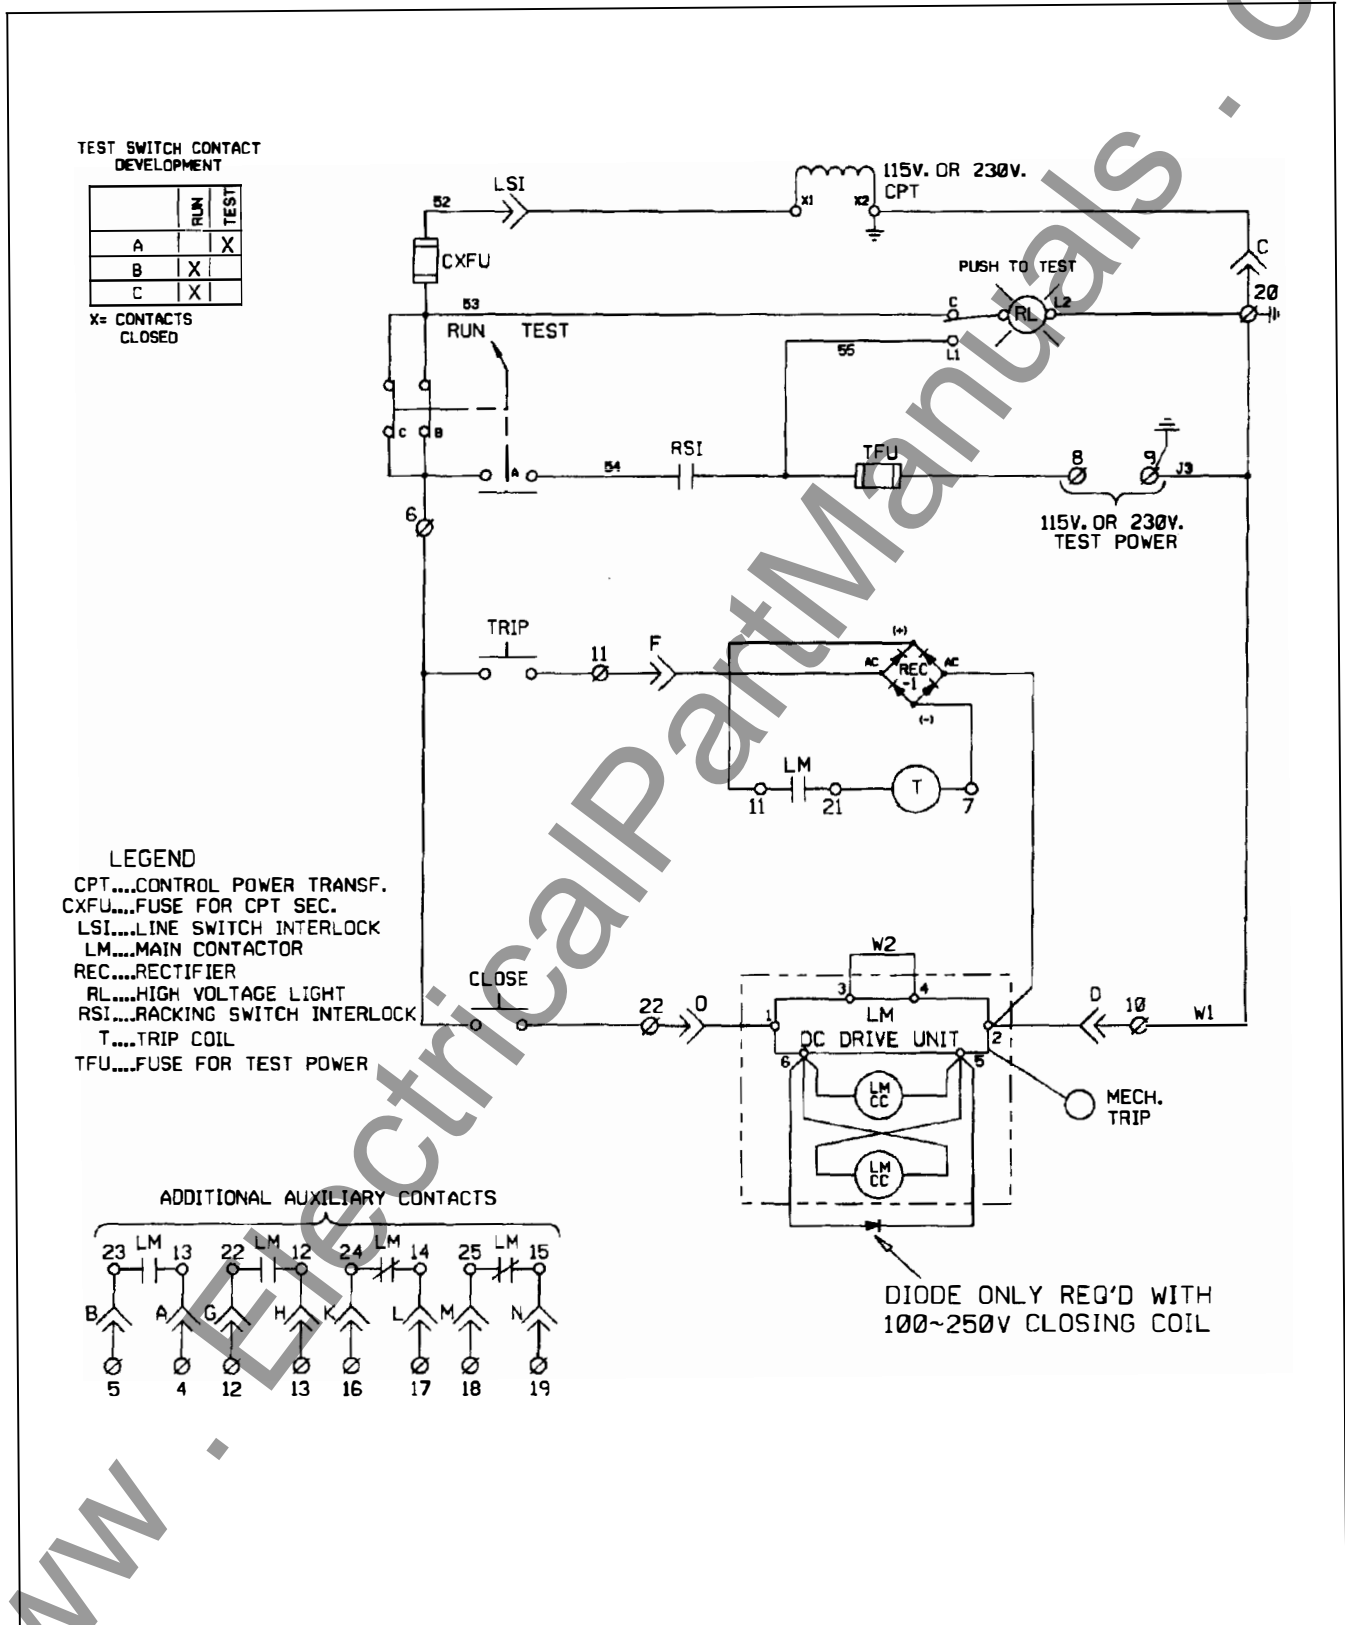 TEST SWITCH CONTACT
DEVELOPMENT
RUN TEST
A X
B X
C X
X= CONTACTS
CLOSED
52
LSI
X1
X2
115V. OR 230V.
CPT
CXFU
C
PUSH TO TEST
20
53
C
RL
L2
RUN TEST
55
L1
C
B
A
54
RSI
TFU
8
9
J3
6
115V. OR 230V.
TEST POWER
TRIP
11
F
(+)
AC
REC
-1
AC
(-)
LM
11
21
T
7
LEGEND
CPT....CONTROL POWER TRANSF.
CXFU....FUSE FOR CPT SEC.
LSI....LINE SWITCH INTERLOCK
LM....MAIN CONTACTOR
REC....RECTIFIER
RL....HIGH VOLTAGE LIGHT
RSI....RACKING SWITCH INTERLOCK
T....TRIP COIL
TFU....FUSE FOR TEST POWER
W2
CLOSE
3
4
22
O
1
LM
DC DRIVE UNIT
2
D
10
W1
6
5
LM
CC
MECH.
TRIP
LM
CC
ADDITIONAL AUXILIARY CONTACTS
23 LM 13 22 LM 12 24 LM 14 25 LM 15
B A G H K L M N
5 4 12 13 16 17 18 19
DIODE ONLY REQ'D WITH
100~250V CLOSING COIL
www . ElectricalPartManuals . c